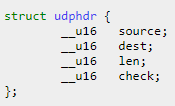 struct udphdr {
__u16 source;
__u16 dest;
__u16 len;
__u16 check;
};